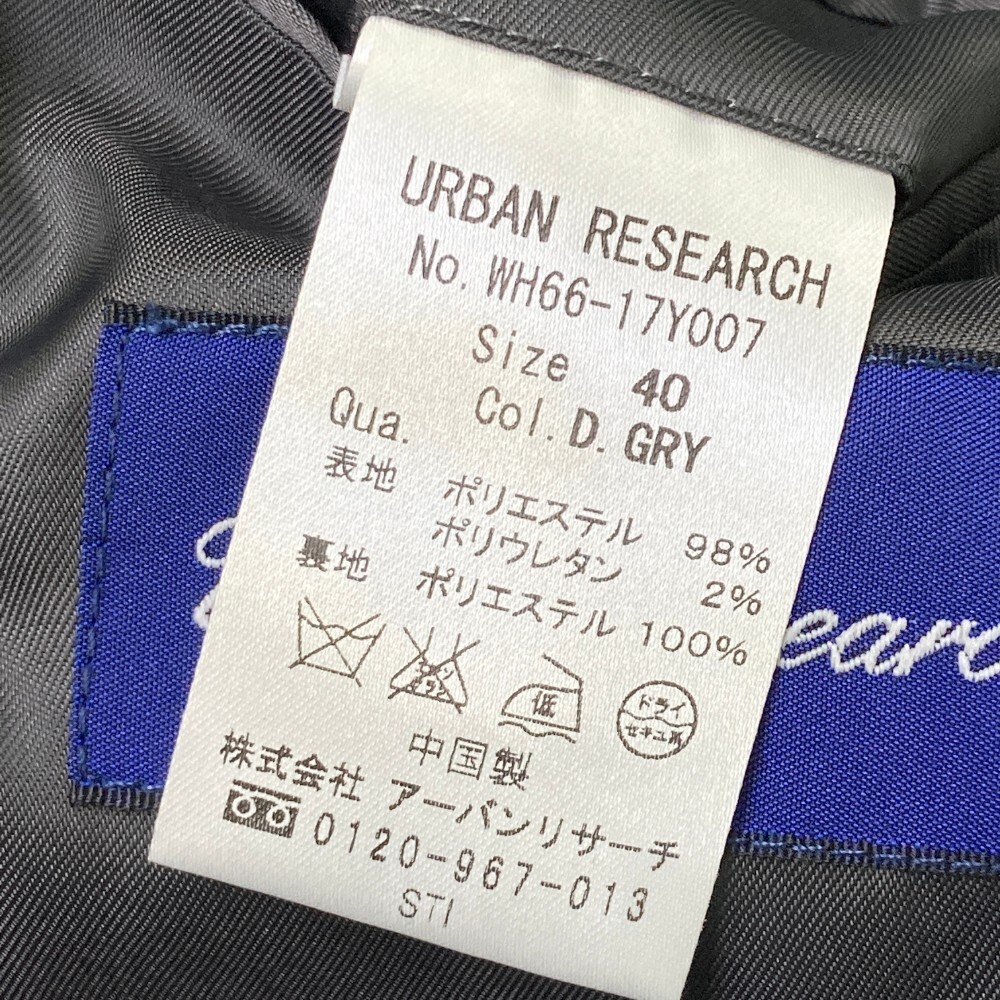 URBAN RESEARCH
No. WH66-17Y007
Size 40
Col. D. GRY
Qua.
表地 ポリエステル 98%
ポリウレタン 2%
裏地 ポリエステル 100%
低
ドライ
セキユ系
中国製
株式会社 アーバンリサーチ
0120-967-013
STI